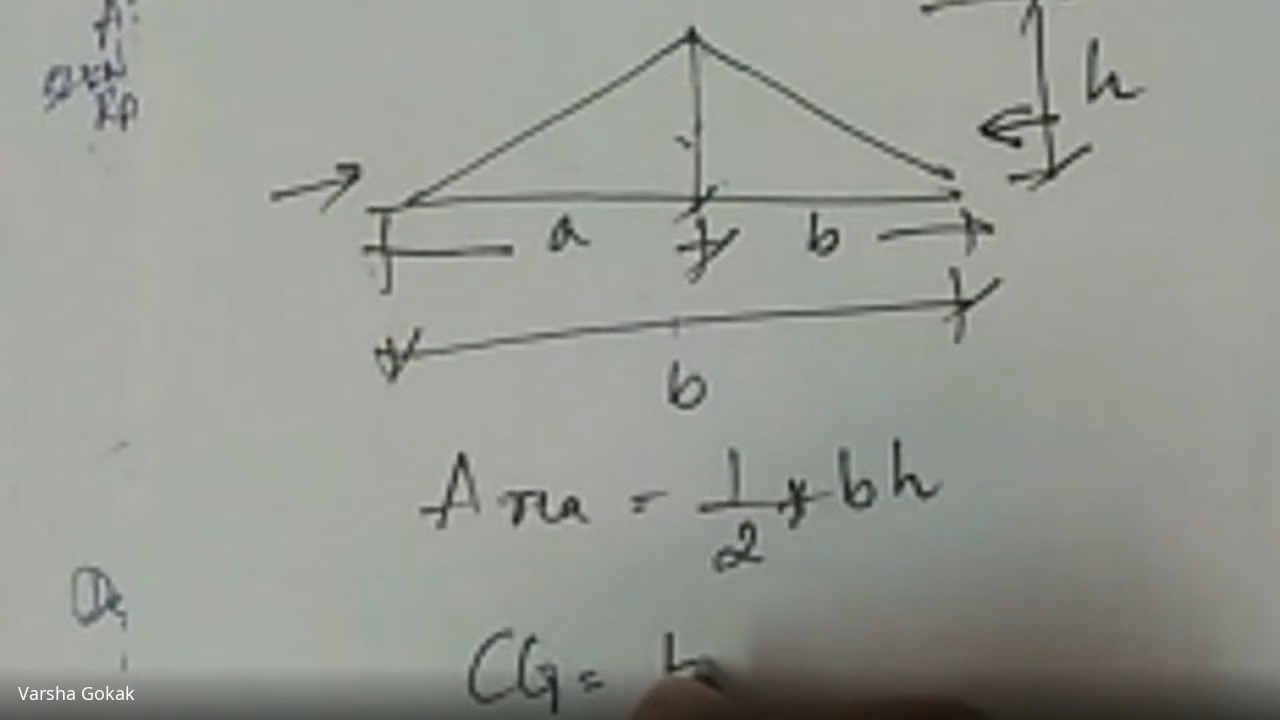 h
a b
b
Area = 1/2 * bh
CG =
Varsha Gokak